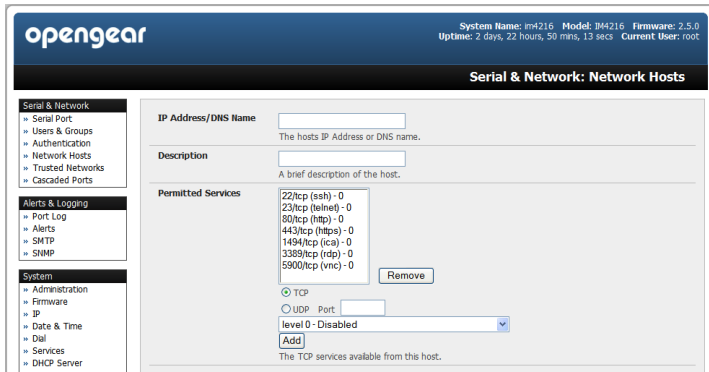 opengear
System Name: im4216 Model: IM4216 Firmware: 2.5.0
Uptime: 2 days, 22 hours, 50 mins, 13 secs Current User: root
Serial & Network: Network Hosts
Serial & Network
» Serial Port
» Users & Groups
» Authentication
» Network Hosts
» Trusted Networks
» Cascaded Ports
Alerts & Logging
» Port Log
» Alerts
» SMTP
» SNMP
System
» Administration
» Firmware
» IP
» Date & Time
» Dial
» Services
» DHCP Server
IP Address/DNS Name
The hosts IP Address or DNS name.
Description
A brief description of the host.
Permitted Services
22/tcp (ssh) - 0
23/tcp (telnet) - 0
80/tcp (http) - 0
443/tcp (https) - 0
1494/tcp (ica) - 0
3389/tcp (rdp) - 0
5900/tcp (vnc) - 0
Remove
TCP
UDP Port
level 0 - Disabled
Add
The TCP services available from this host.